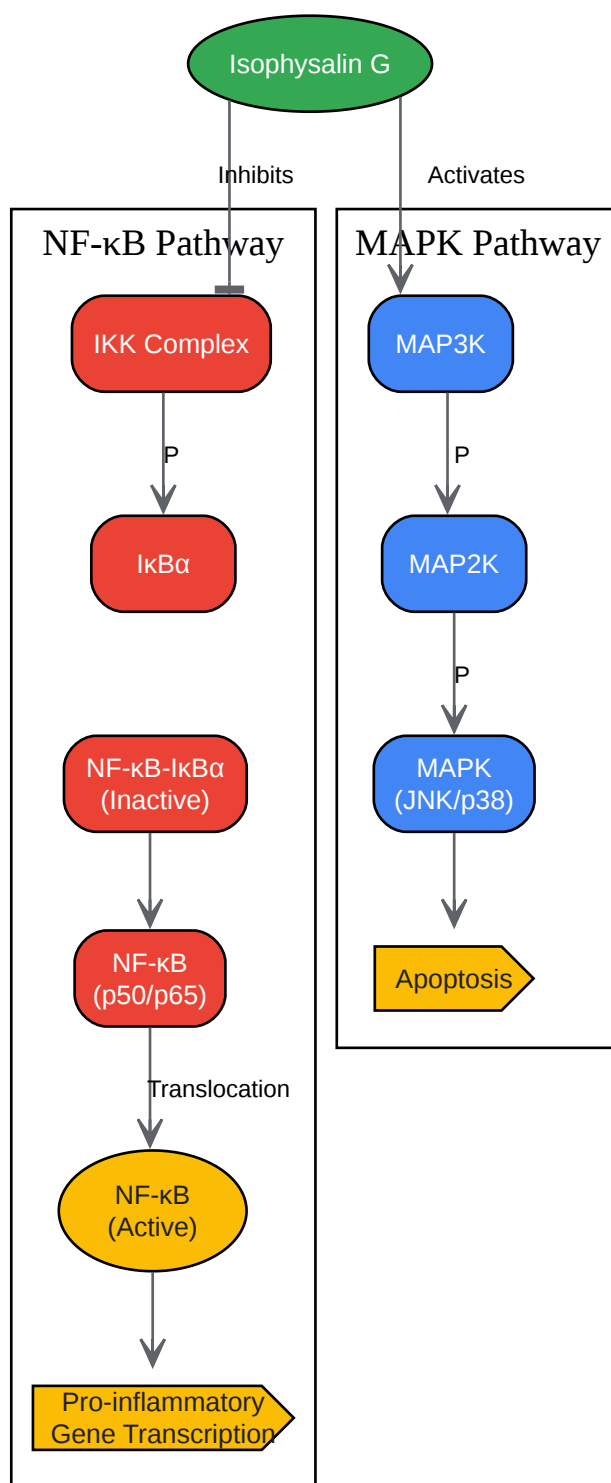 Isophysalin G
Inhibits
Activates
NF-κB Pathway
IKK Complex
P
IκBα
NF-κB-IκBα
(Inactive)
NF-κB
(p50/p65)
Translocation
NF-κB
(Active)
Pro-inflammatory
Gene Transcription
MAPK Pathway
MAP3K
P
MAP2K
P
MAPK
(JNK/p38)
Apoptosis